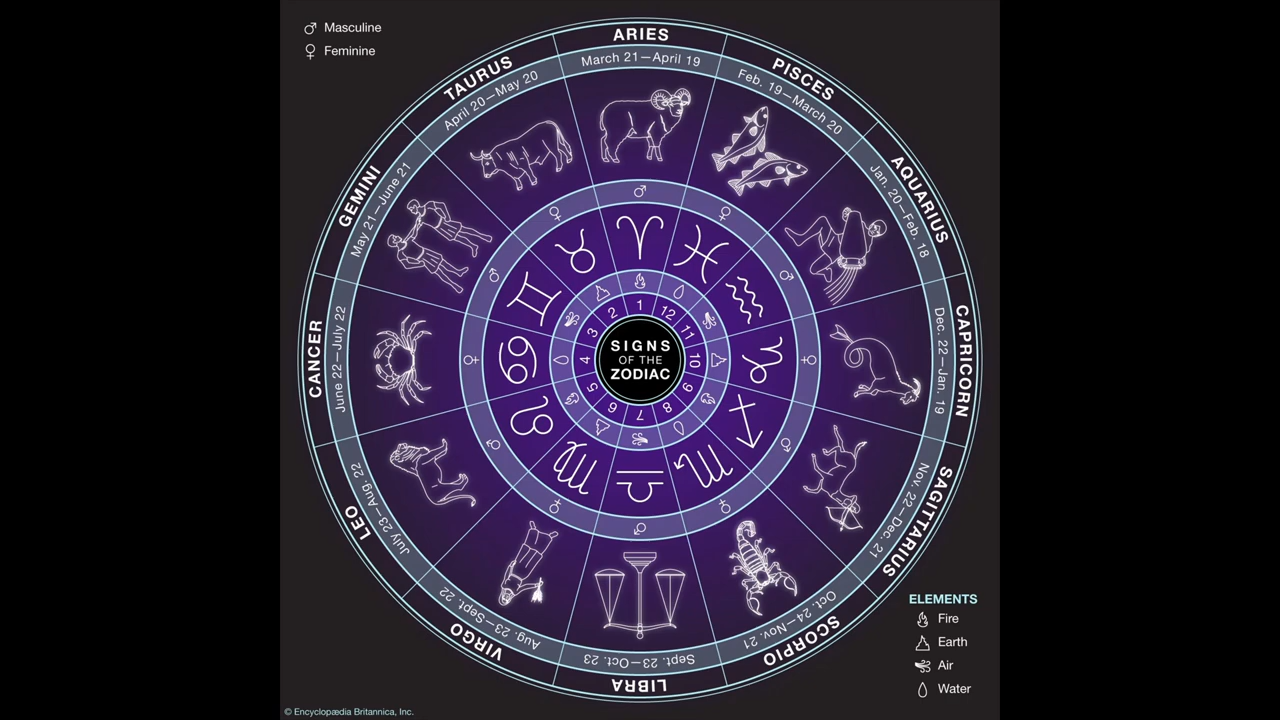 ♂ Masculine
♀ Feminine
ARIES
March 21—April 19
TAURUS
April 20—May 20
GEMINI
May 21—June 21
CANCER
June 22—July 22
LEO
July 23—Aug. 22
VIRGO
Aug. 23—Sept. 22
LIBRA
Sept. 23—Oct. 23
SCORPIO
Oct. 24—Nov. 21
SAGITTARIUS
Nov. 22—Dec. 21
CAPRICORN
Dec. 22—Jan. 19
AQUARIUS
Jan. 20—Feb. 18
PISCES
Feb. 19—March 20
1
2
3
4
5
6
7
8
9
10
11
12
SIGNS
OF THE
ZODIAC
ELEMENTS
Fire
Earth
Air
Water
© Encyclopædia Britannica, Inc.